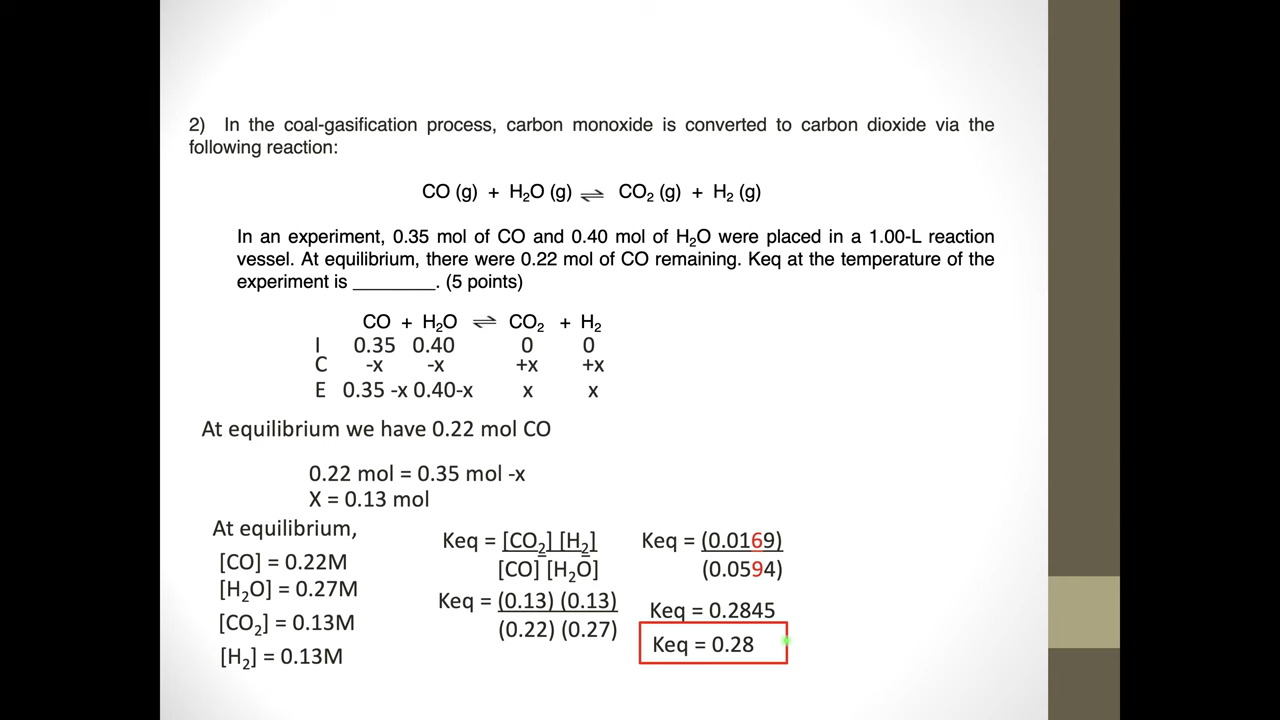 2) In the coal-gasification process, carbon monoxide is converted to carbon dioxide via the
following reaction:
CO (g) + H₂O (g) ⇌ CO₂ (g) + H₂ (g)
In an experiment, 0.35 mol of CO and 0.40 mol of H₂O were placed in a 1.00-L reaction
vessel. At equilibrium, there were 0.22 mol of CO remaining. Keq at the temperature of the
experiment is ________. (5 points)
CO + H₂O ⇌ CO₂ + H₂
I 0.35 0.40 0 0
C -x -x +x +x
E 0.35 -x 0.40-x x x
At equilibrium we have 0.22 mol CO
0.22 mol = 0.35 mol -x
X = 0.13 mol
At equilibrium,
[CO] = 0.22M
[H₂O] = 0.27M
[CO₂] = 0.13M
[H₂] = 0.13M
Keq = [CO₂] [H₂]
[CO] [H₂O]
Keq = (0.13) (0.13)
(0.22) (0.27)
Keq = (0.0169)
(0.0594)
Keq = 0.2845
Keq = 0.28